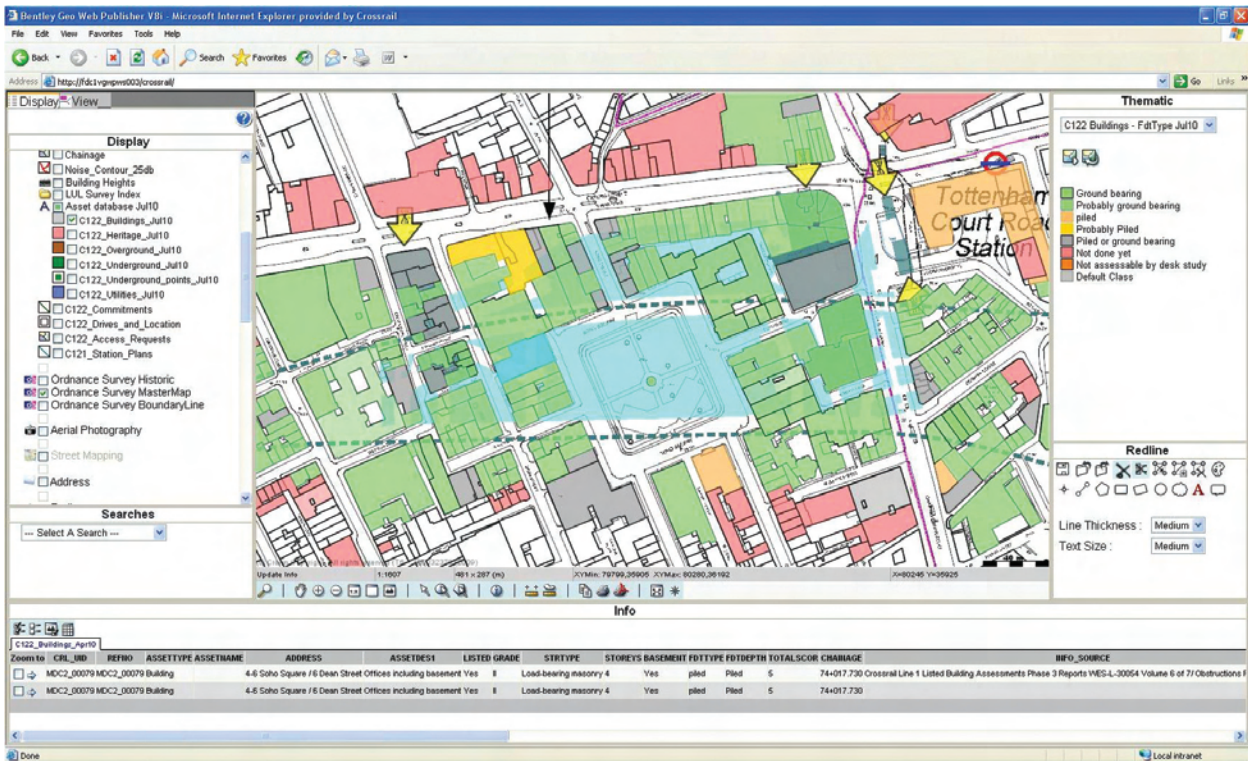 Bentley Geo Web Publisher V8i - Microsoft Internet Explorer provided by Crossrail
File Edit View Favorites Tools Help
Back Search Favorites
Address http://fdc1vgwpws003/crossrail/ Go Links
Display View
Display
Chainage
Noise_Contour_25db
Building Heights
LUL Survey Index
Asset database Jul10
C122_Buildings_Jul10
C122_Heritage_Jul10
C122_Overground_Jul10
C122_Underground_Jul10
C122_Underground_points_Jul10
C122_Utilities_Jul10
C122_Commitments
C122_Drives_and_Location
C122_Access_Requests
C121_Station_Plans
Ordnance Survey Historic
Ordnance Survey MasterMap
Ordnance Survey BoundaryLine
Aerial Photography
Street Mapping
Address
Searches
--- Select A Search ---
Tottenham
Court Road
Station
Update Info 1:1607 481 x 287 (m) XYMin: 79799,35905 XYMax: 80280,36192 X=80245 Y=35925
Thematic
C122 Buildings - FdtType Jul10
Ground bearing
Probably ground bearing
piled
Probably Piled
Piled or ground bearing
Not done yet
Not assessable by desk study
Default Class
Redline
Line Thickness : Medium
Text Size : Medium
Info
C122_Buildings_Apr10
Zoom to CRL_UID REFNO ASSETTYPE ASSETNAME ADDRESS ASSETDES1 LISTED GRADE STRTYPE STOREYS BASEMENT FDTTYPE FDTDEPTH TOTALSCOR CHAINAGE INFO_SOURCE
MDC2_00079 MDC2_00079 Building 4-6 Soho Square / 6 Dean Street Offices including basement Yes II Load-bearing masonry 4 Yes piled Piled 5 74+017.730 Crossrail Line 1 Listed Building Assessments Phase 3 Reports WES-L-30054 Volume 6 of 7/ Obstructions
MDC2_00079 MDC2_00079 Building 4-6 Soho Square / 6 Dean Street Offices including basement Yes II Load-bearing masonry 4 Yes piled Piled 5 74+017.730
Done Local intranet